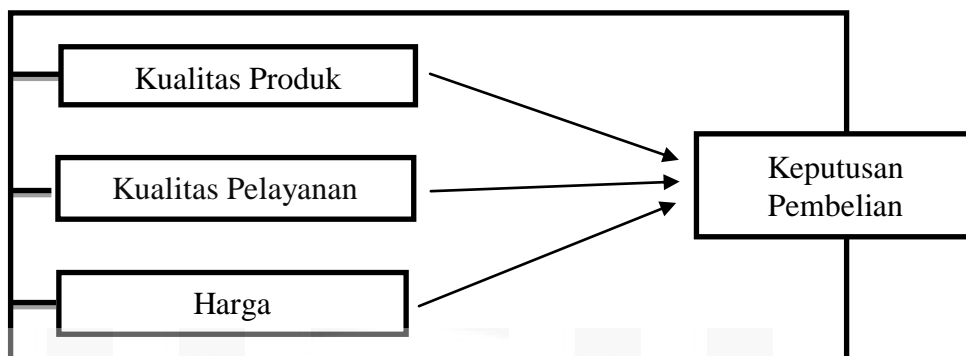 Kualitas Produk
Kualitas Pelayanan
Keputusan
Pembelian
Harga